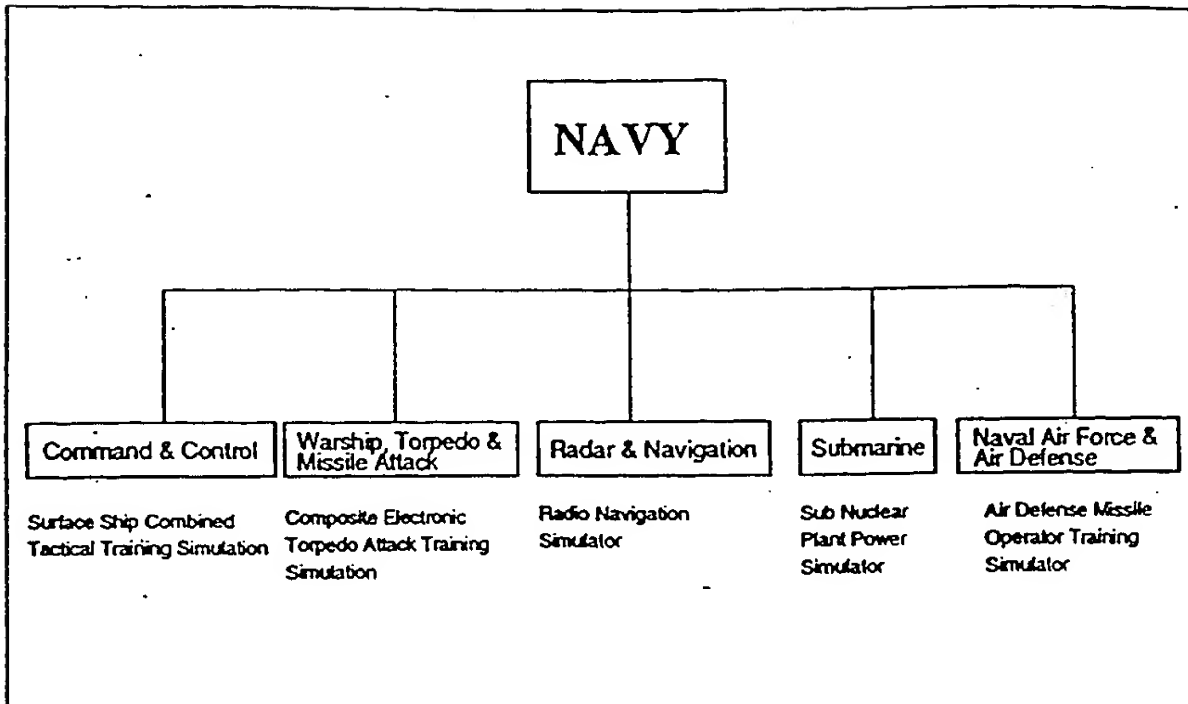 NAVY
Command & Control
Warship, Torpedo &
Missile Attack
Radar & Navigation
Submarine
Naval Air Force &
Air Defense
Surface Ship Combined
Tactical Training Simulation
Composite Electronic
Torpedo Attack Training
Simulation
Radio Navigation
Simulator
Sub Nuclear
Plant Power
Simulator
Air Defense Missile
Operator Training
Simulator